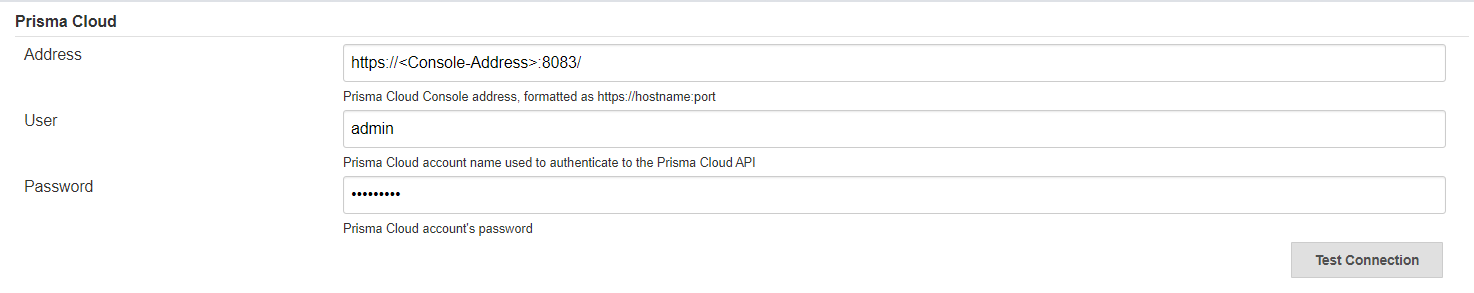 Prisma Cloud
Address
https://<Console-Address>:8083/
Prisma Cloud Console address, formatted as https://hostname:port
User
admin
Prisma Cloud account name used to authenticate to the Prisma Cloud API
Password
•••••••••
Prisma Cloud account's password
Test Connection